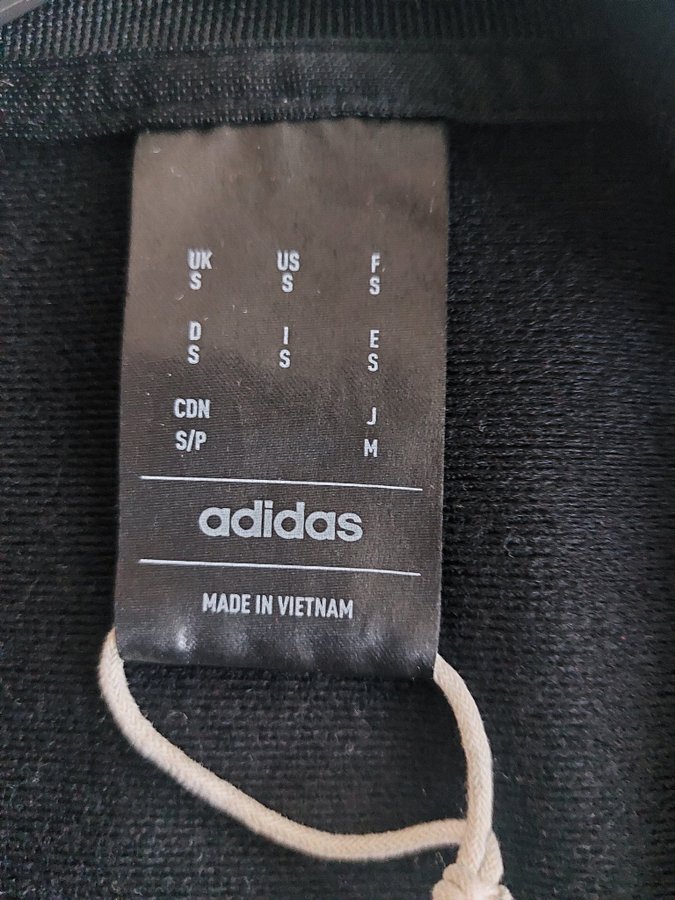 UK US F
S S S
D I E
S S S
CDN J
S/P M
adidas
MADE IN VIETNAM